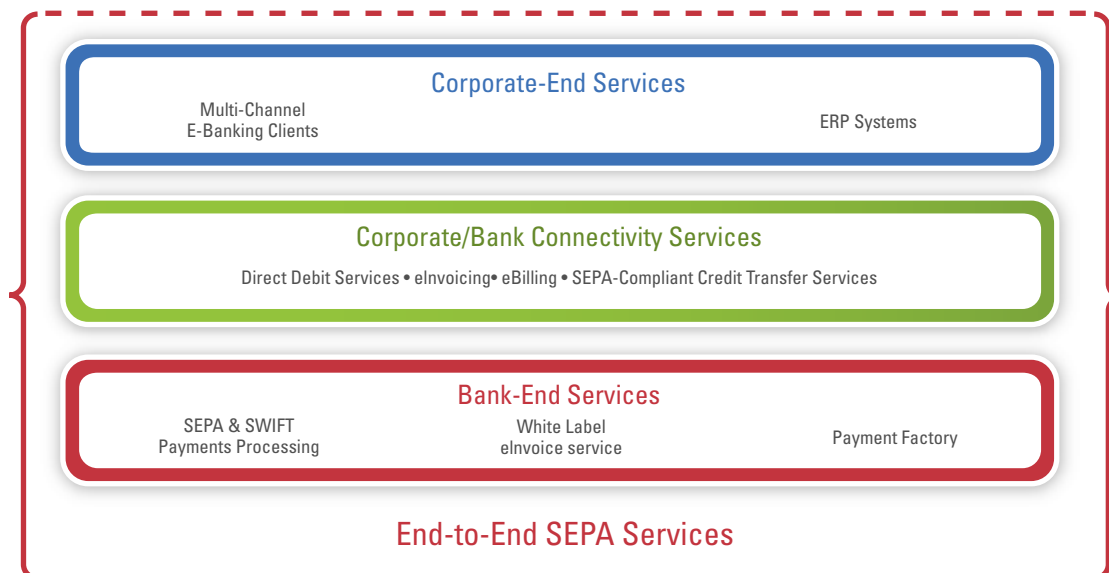 Corporate-End Services
Multi-Channel
E-Banking Clients
ERP Systems
Corporate/Bank Connectivity Services
Direct Debit Services • eInvoicing• eBilling • SEPA-Compliant Credit Transfer Services
Bank-End Services
SEPA & SWIFT
Payments Processing
White Label
eInvoice service
Payment Factory
End-to-End SEPA Services